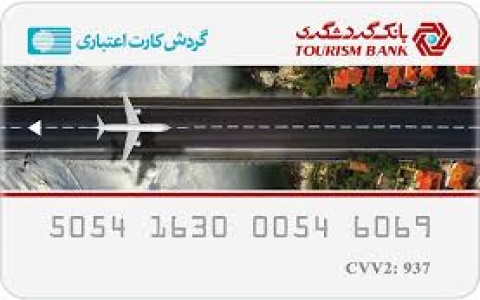 گردش کارت اعتباری
بانک گردشگری
TOURISM BANK
5054 1630 0054 6069
CVV2: 937